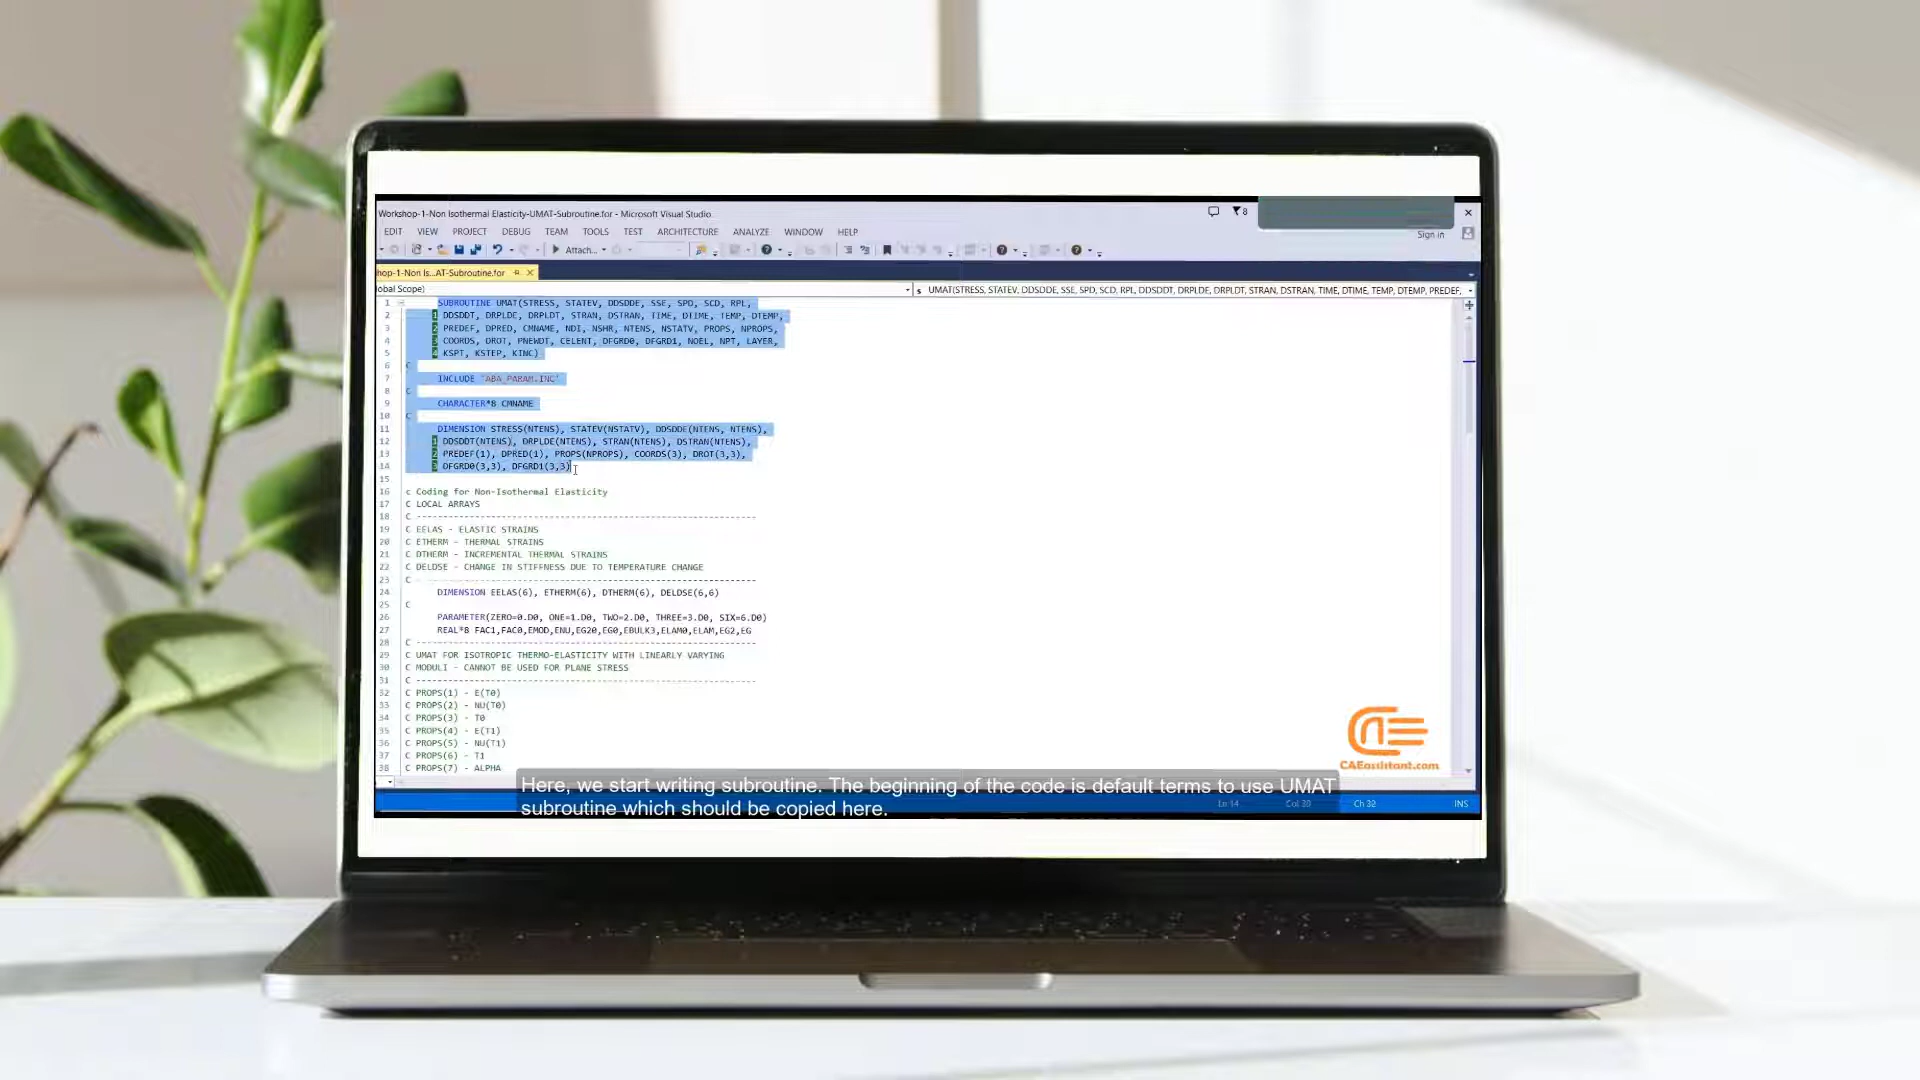 Workshop-1-Non Isothermal Elasticity-UMAT-Subroutine.for - Microsoft Visual Studio
8
EDIT VIEW PROJECT DEBUG TEAM TOOLS TEST ARCHITECTURE ANALYZE WINDOW HELP
Sign in
Attach...
hop-1-Non Is...AT-Subroutine.for
obal Scope)
UMAT(STRESS, STATEV, DDSDDE, SSE, SPD, SCD, RPL, DDSDDT, DRPLDE, DRPLDT, STRAN, DSTRAN, TIME, DTIME, TEMP, DTEMP, PREDEF,
1 SUBROUTINE UMAT(STRESS, STATEV, DDSDDE, SSE, SPD, SCD, RPL,
2 1 DDSDDT, DRPLDE, DRPLDT, STRAN, DSTRAN, TIME, DTIME, TEMP, DTEMP,
3 2 PREDEF, DPRED, CMNAME, NDI, NSHR, NTENS, NSTATV, PROPS, NPROPS,
4 3 COORDS, DROT, PNEWDT, CELENT, DFGRD0, DFGRD1, NOEL, NPT, LAYER,
5 4 KSPT, KSTEP, KINC)
6 C
7 INCLUDE 'ABA_PARAM.INC'
8 C
9 CHARACTER*8 CMNAME
10 C
11 DIMENSION STRESS(NTENS), STATEV(NSTATV), DDSDDE(NTENS, NTENS),
12 1 DDSDDT(NTENS), DRPLDE(NTENS), STRAN(NTENS), DSTRAN(NTENS),
13 2 PREDEF(1), DPRED(1), PROPS(NPROPS), COORDS(3), DROT(3,3),
14 3 DFGRD0(3,3), DFGRD1(3,3)
15
16 c Coding for Non-Isothermal Elasticity
17 C LOCAL ARRAYS
18 C ----------------------------------------------------------------
19 C EELAS - ELASTIC STRAINS
20 C ETHERM - THERMAL STRAINS
21 C DTHERM - INCREMENTAL THERMAL STRAINS
22 C DELDSE - CHANGE IN STIFFNESS DUE TO TEMPERATURE CHANGE
23 C ----------------------------------------------------------------
24 DIMENSION EELAS(6), ETHERM(6), DTHERM(6), DELDSE(6,6)
25 C
26 PARAMETER(ZERO=0.D0, ONE=1.D0, TWO=2.D0, THREE=3.D0, SIX=6.D0)
27 REAL*8 FAC1,FAC0,EMOD,ENU,EG20,EG0,EBULK3,ELAM0,ELAM,EG2,EG
28 C ----------------------------------------------------------------
29 C UMAT FOR ISOTROPIC THERMO-ELASTICITY WITH LINEARLY VARYING
30 C MODULI - CANNOT BE USED FOR PLANE STRESS
31 C ----------------------------------------------------------------
32 C PROPS(1) - E(T0)
33 C PROPS(2) - NU(T0)
34 C PROPS(3) - T0
35 C PROPS(4) - E(T1)
36 C PROPS(5) - NU(T1)
37 C PROPS(6) - T1
38 C PROPS(7) - ALPHA
CAEassistant.com
Here, we start writing subroutine. The beginning of the code is default terms to use UMAT
subroutine which should be copied here.
Ln 14 Col 30 Ch 32 INS